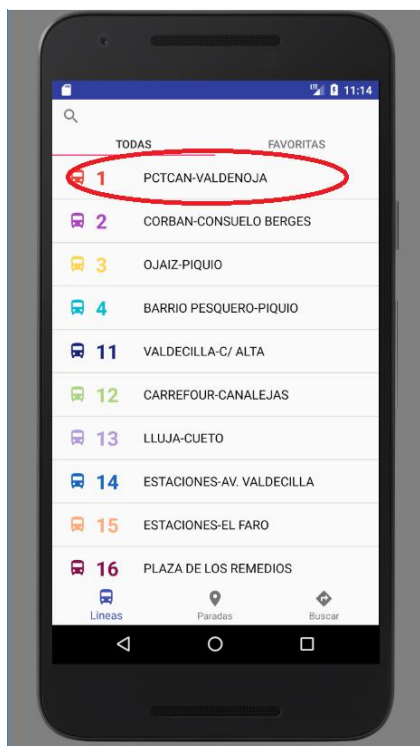 LTE 11:14
TODAS FAVORITAS
1 PCTCAN-VALDENOJA
2 CORBAN-CONSUELO BERGES
3 OJAIZ-PIQUIO
4 BARRIO PESQUERO-PIQUIO
11 VALDECILLA-C/ ALTA
12 CARREFOUR-CANALEJAS
13 LLUJA-CUETO
14 ESTACIONES-AV. VALDECILLA
15 ESTACIONES-EL FARO
16 PLAZA DE LOS REMEDIOS
Lineas Paradas Buscar